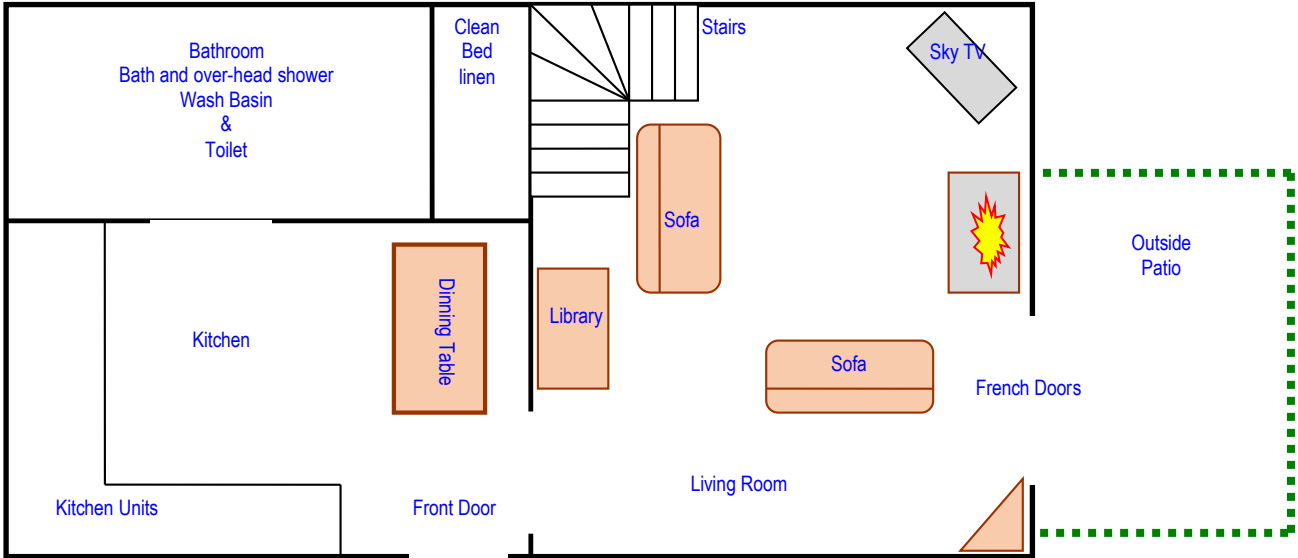 Bathroom
Bath and over-head shower
Wash Basin
&
Toilet
Clean
Bed
linen
Stairs
Sky TV
Sofa
Outside
Patio
Library
Dinning Table
Kitchen
Sofa
French Doors
Living Room
Kitchen Units
Front Door